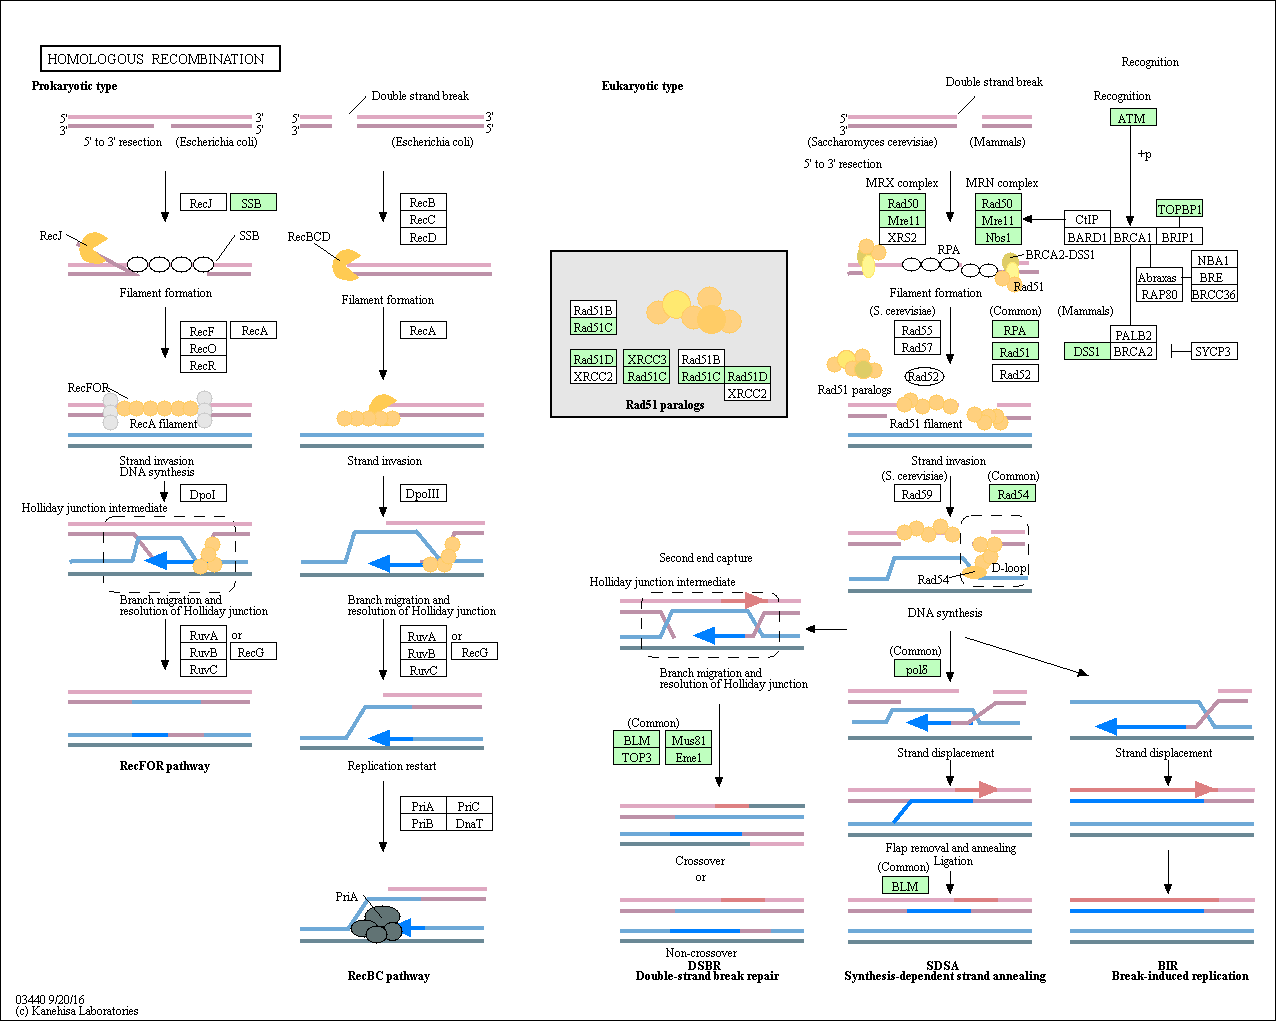 HOMOLOGOUS RECOMBINATION
Prokaryotic type
5'
3'
3'
5'
5' to 3' resection
(Escherichia coli)
RecJ
SSB
RecJ
SSB
Filament formation
RecF
RecA
RecO
RecR
RecFOR
RecA filament
Strand invasion
DNA synthesis
DpoI
Holliday junction intermediate
Branch migration and
resolution of Holliday junction
RuvA
or
RuvB
RecG
RuvC
RecFOR pathway
Double strand break
5'
3'
3'
5'
(Escherichia coli)
RecB
RecC
RecD
RecBCD
Filament formation
RecA
Strand invasion
DpoIII
Branch migration and
resolution of Holliday junction
RuvA
or
RuvB
RecG
RuvC
Replication restart
PriA
PriC
PriB
DnaT
PriA
RecBC pathway
Eukaryotic type
Rad51B
Rad51C
Rad51D
XRCC3
Rad51B
XRCC2
Rad51C
Rad51C
Rad51D
XRCC2
Rad51 paralogs
Double strand break
5'
3'
(Saccharomyces cerevisiae)
(Mammals)
5' to 3' resection
MRX complex
MRN complex
Rad50
Mre11
XRS2
Rad50
Mre11
Nbs1
RPA
BRCA2-DSS1
Rad51
Filament formation
(S. cerevisiae)
(Common)
(Mammals)
Rad55
Rad57
RPA
Rad51
Rad52
Rad52
Rad51 paralogs
Rad51 filament
Strand invasion
(S. cerevisiae)
(Common)
Rad59
Rad54
Rad54
D-loop
DNA synthesis
Recognition
Recognition
ATM
+p
TOPBP1
CtIP
BARD1
BRCA1
BRIP1
NBA1
Abraxas
BRE
RAP80
BRCC36
PALB2
DSS1
BRCA2
SYCP3
Second end capture
Holliday junction intermediate
Branch migration and
resolution of Holliday junction
(Common)
BLM
Mus81
TOP3
Eme1
Crossover
or
Non-crossover
DSBR
Double-strand break repair
(Common)
polδ
Strand displacement
Flap removal and annealing
Ligation
(Common)
BLM
SDSA
Synthesis-dependent strand annealing
Strand displacement
BIR
Break-induced replication
03440 9/20/16
(c) Kanehisa Laboratories